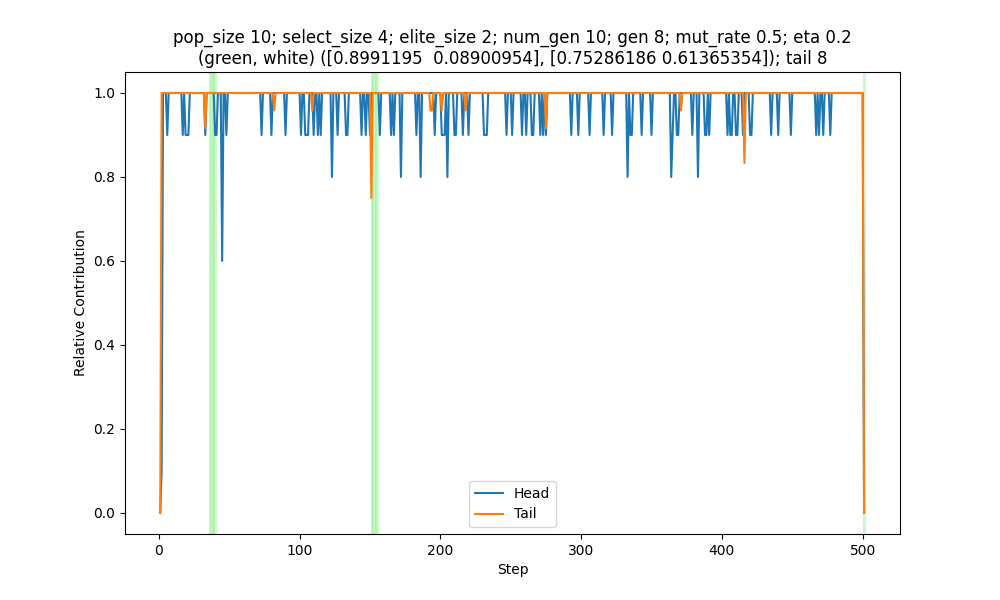 pop_size 10; select_size 4; elite_size 2; num_gen 10; gen 8; mut_rate 0.5; eta 0.2
(green, white) ([0.8991195  0.08900954], [0.75286186 0.61365354]); tail 8
1.0
0.8
0.6
0.4
0.2
0.0
Relative Contribution
Head
Tail
0
100
200
300
400
500
Step